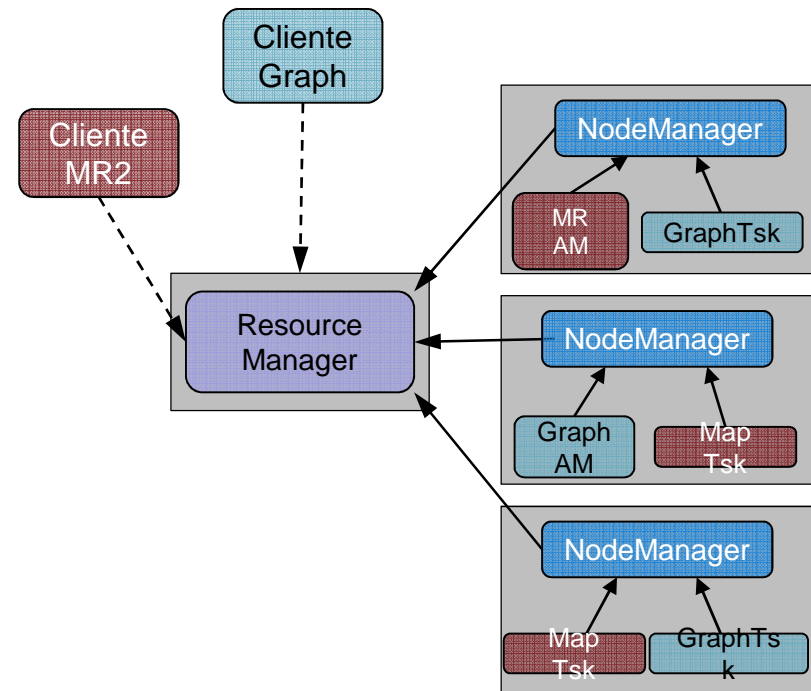 Cliente
Graph
Cliente
MR2
Resource
Manager
NodeManager
MR
AM
GraphTsk
NodeManager
Graph
AM
Map
Tsk
NodeManager
Map
Tsk
GraphTs
k